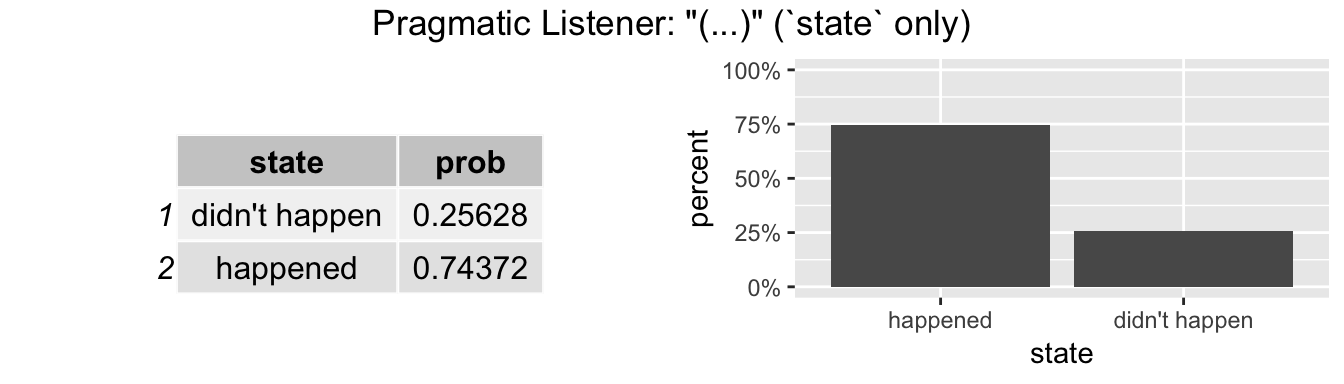 Pragmatic Listener: "(...)" (`state` only)
state prob
1 didn't happen 0.25628
2 happened 0.74372
percent
100%
75%
50%
25%
0%
happened didn't happen
state